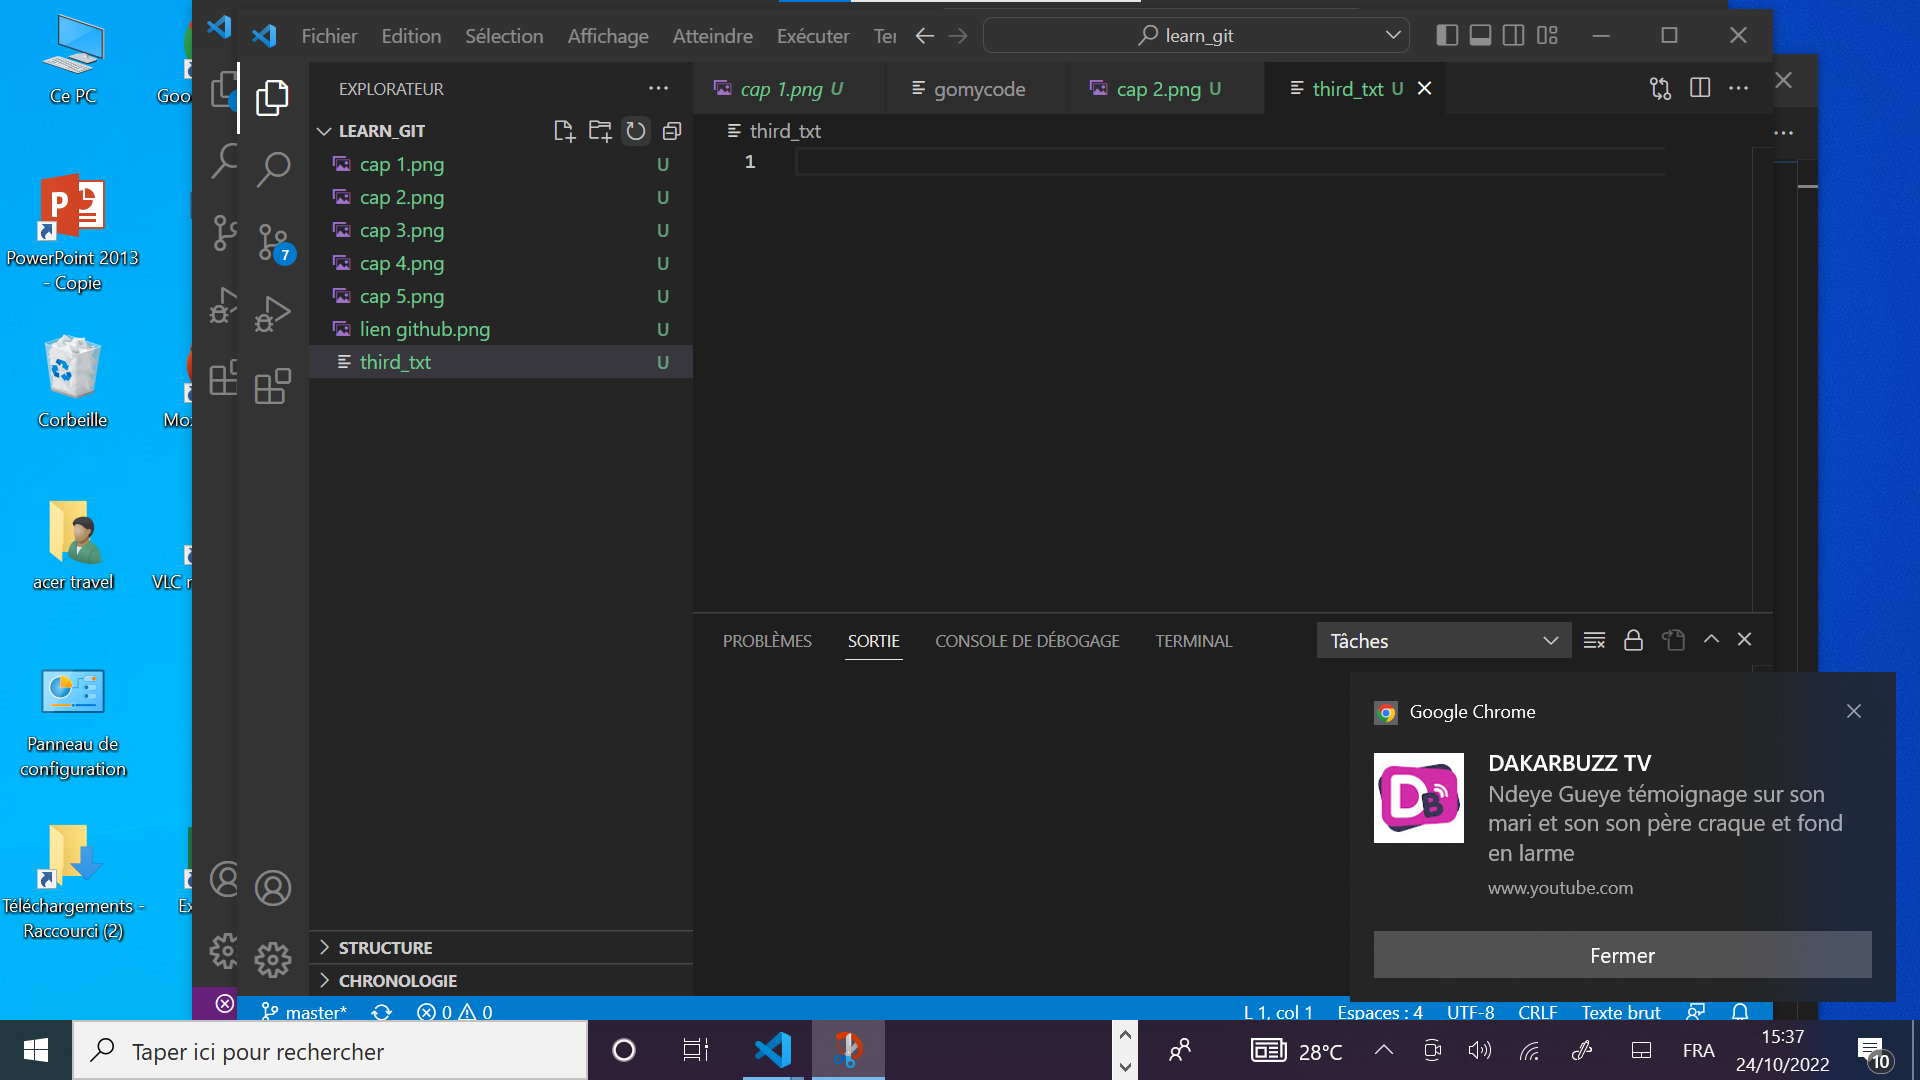 Ce PC
Goo
PowerPoint 2013
- Copie
Corbeille
Moz
acer travel
VLC r
Panneau de
configuration
Téléchargements -
Raccourci (2)
Ex
Fichier Edition Sélection Affichage Atteindre Exécuter Ter
learn_git
EXPLORATEUR
LEARN_GIT
cap 1.png U
cap 2.png U
cap 3.png U
cap 4.png U
cap 5.png U
lien github.png U
third_txt U
7
STRUCTURE
CHRONOLOGIE
cap 1.png U
gomycode
cap 2.png U
third_txt U
third_txt
1
PROBLÈMES SORTIE CONSOLE DE DÉBOGAGE TERMINAL
Tâches
Google Chrome
DAKARBUZZ TV
Ndeye Gueye témoignage sur son
mari et son son père craque et fond
en larme
www.youtube.com
Fermer
master* 0 0
L 1, col 1 Espaces : 4 UTF-8 CRLF Texte brut
Taper ici pour rechercher
28°C
FRA
15:37
24/10/2022
10